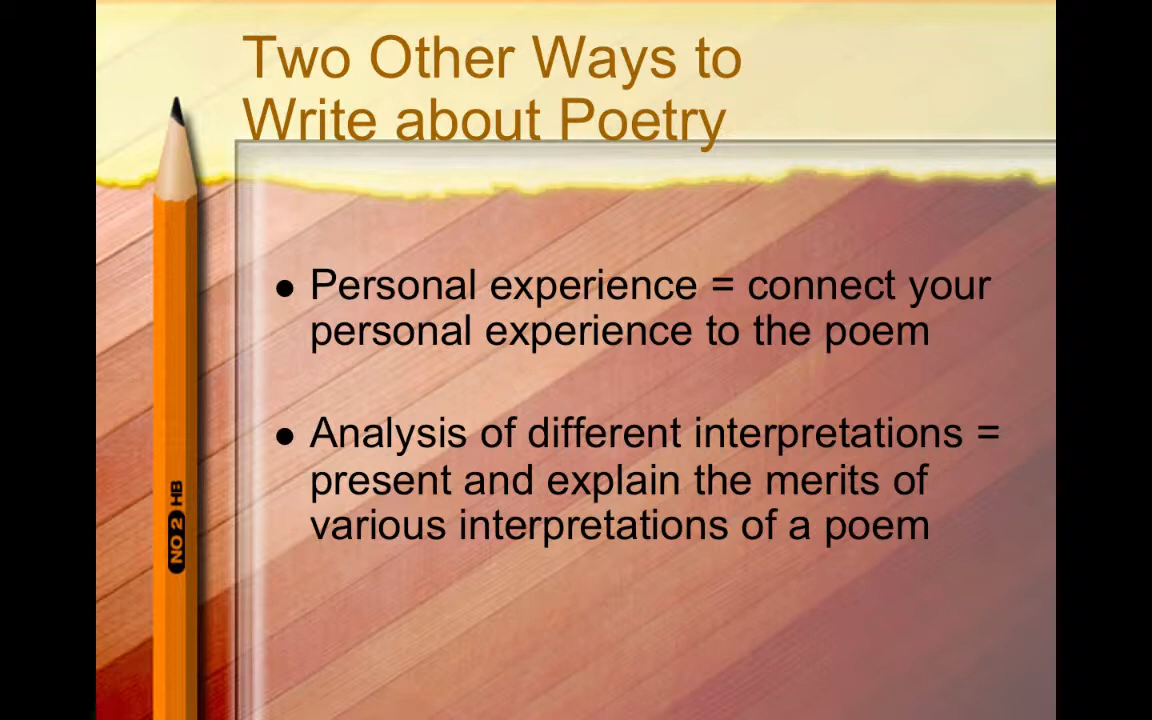 Two Other Ways to
Write about Poetry
● Personal experience = connect your
personal experience to the poem
● Analysis of different interpretations =
present and explain the merits of
various interpretations of a poem
NO 2 HB